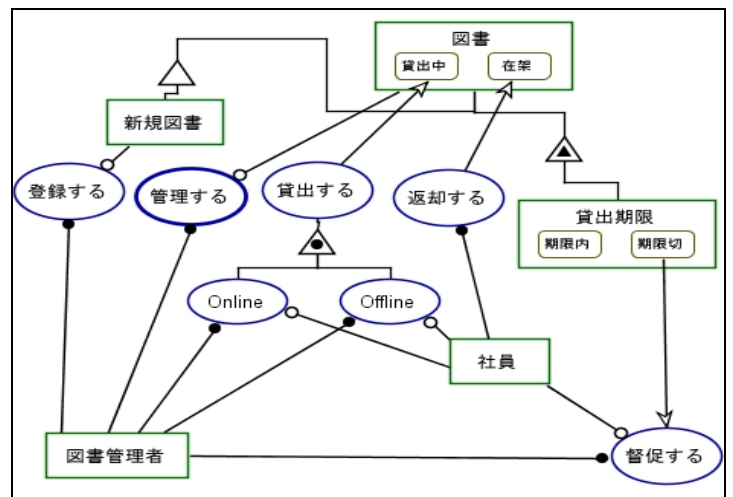 図書
貸出中
在架
新規図書
登録する
管理する
貸出する
返却する
貸出期限
期限内
期限切
Online
Offline
社員
図書管理者
督促する